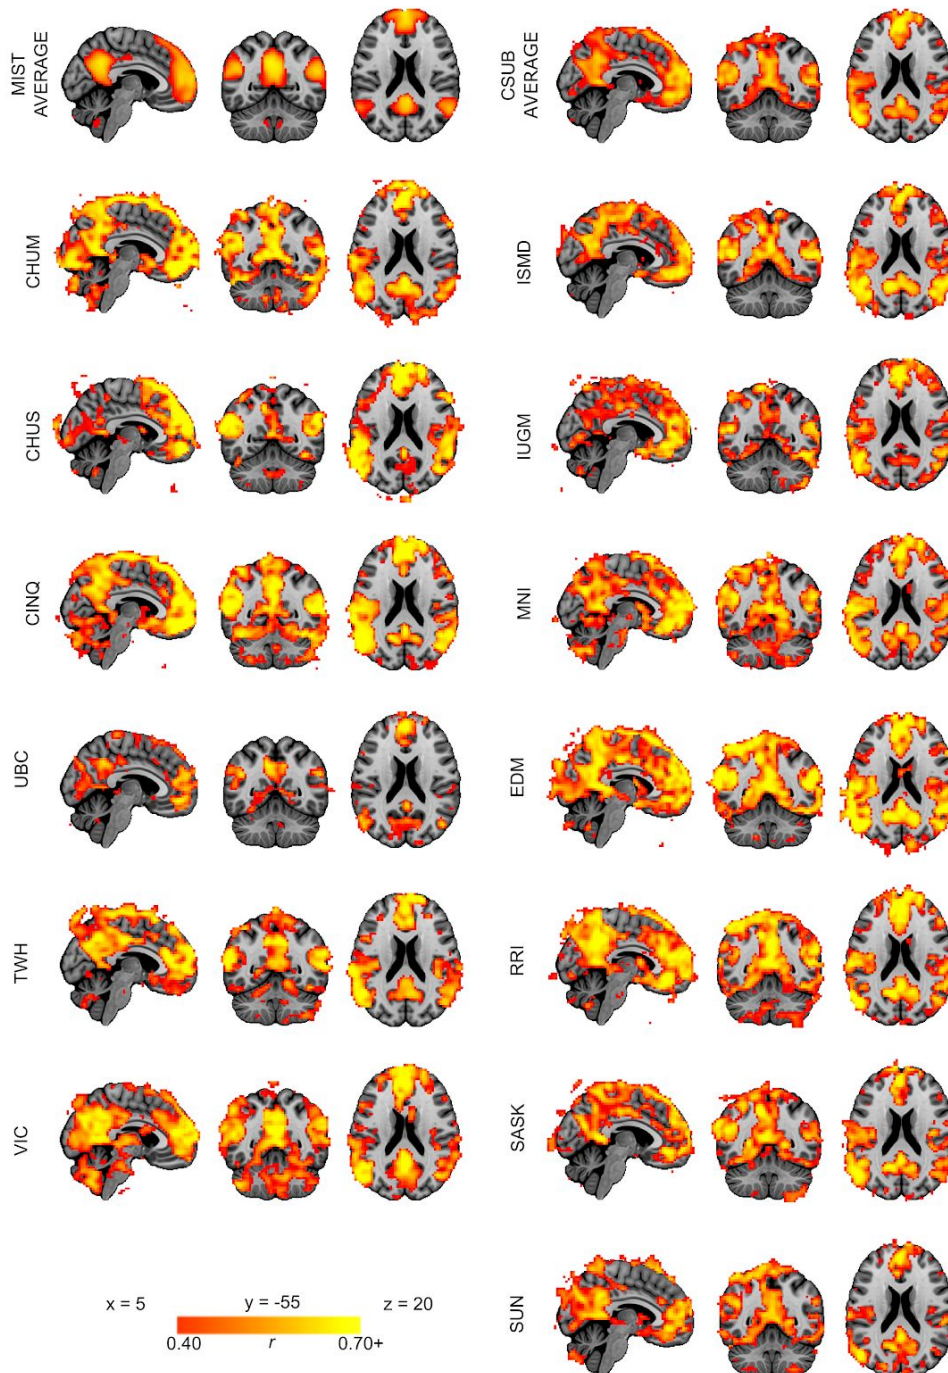 MIST
AVERAGE
CSUB
AVERAGE
CHUM
ISMD
CHUS
IUGM
CINQ
MNI
UBC
EDM
TWH
RRI
VIC
SASK
SUN
x = 5 y = -55 z = 20
0.40 r 0.70+